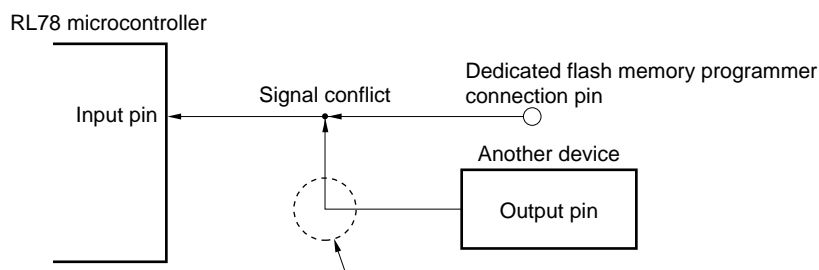 RL78 microcontroller
Dedicated flash memory programmer
connection pin
Signal conflict
Input pin
Another device
Output pin